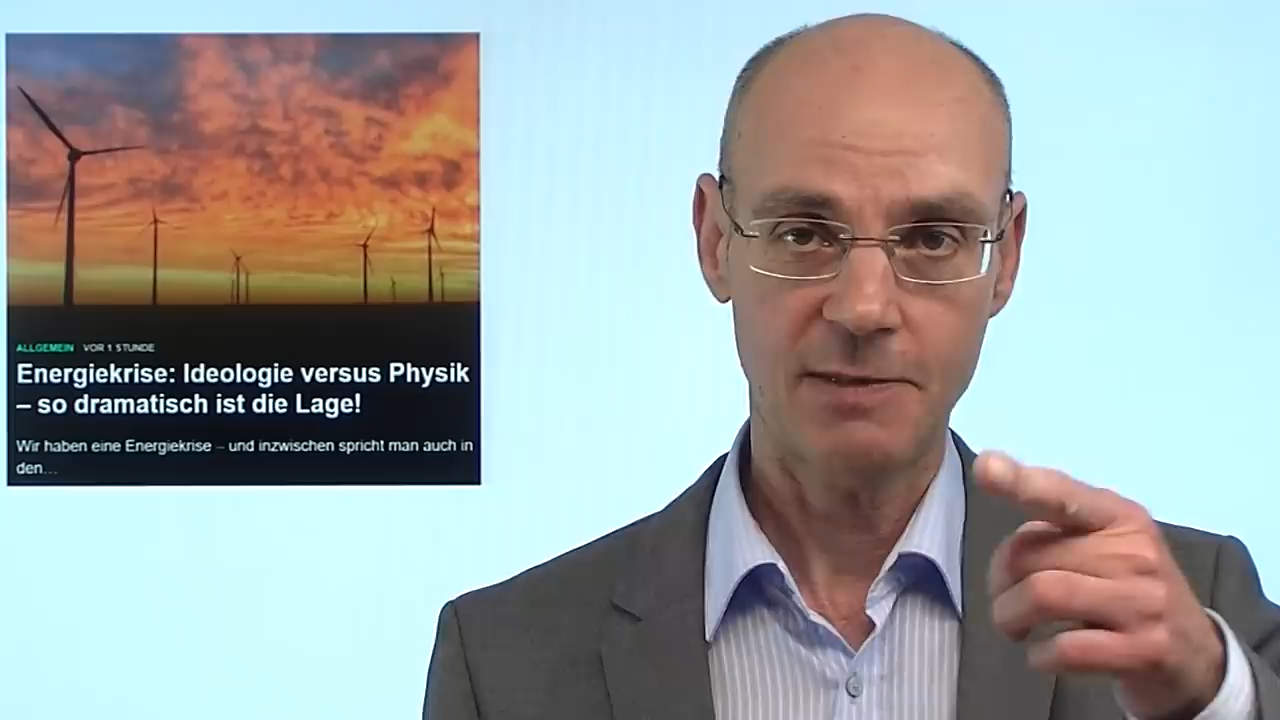 ALLGEMEIN VOR 1 STUNDE
Energiekrise: Ideologie versus Physik
– so dramatisch ist die Lage!
Wir haben eine Energiekrise – und inzwischen spricht man auch in
den...